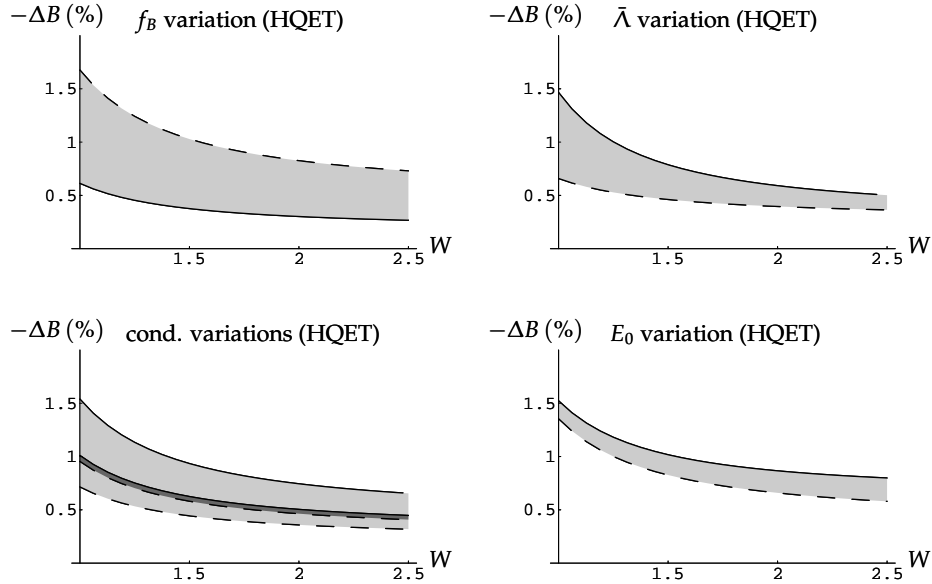 −ΔB (%) f_B variation (HQET)
1.5
1
0.5
1.5 2 2.5 W
−ΔB (%) Λ̄ variation (HQET)
1.5
1
0.5
1.5 2 2.5 W
−ΔB (%) cond. variations (HQET)
1.5
1
0.5
1.5 2 2.5 W
−ΔB (%) E₀ variation (HQET)
1.5
1
0.5
1.5 2 2.5 W